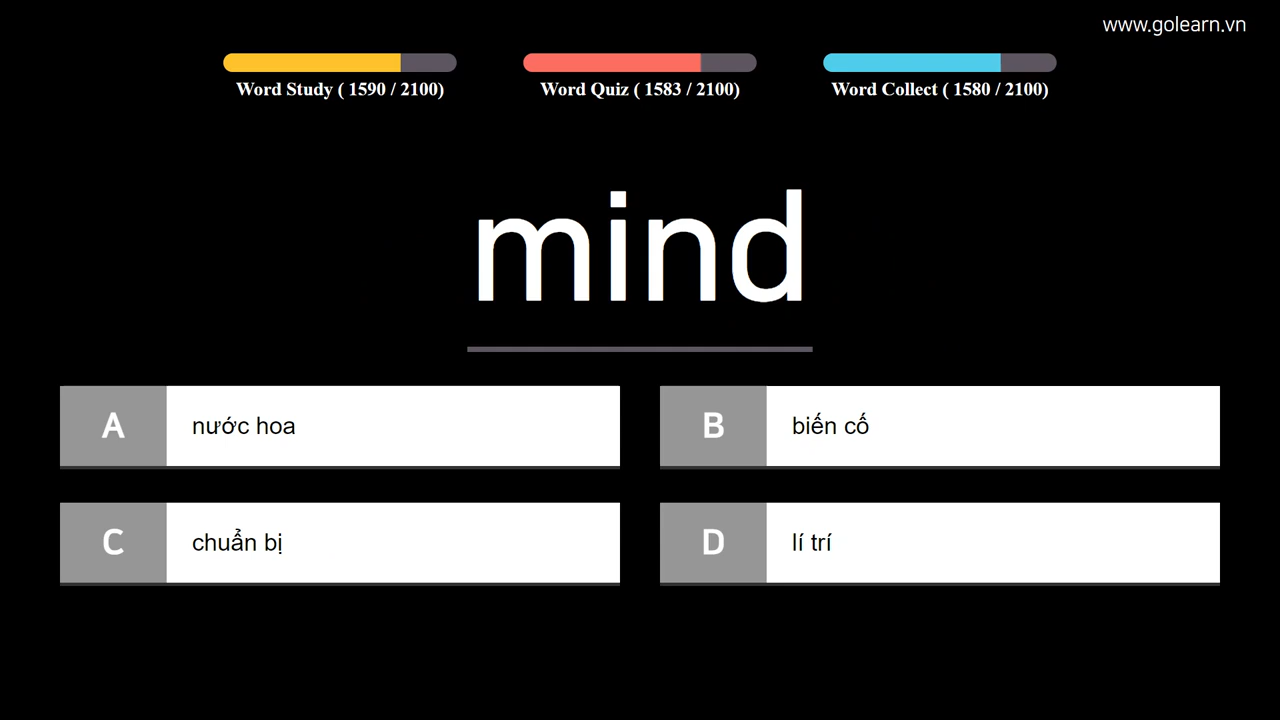 www.golearn.vn
Word Study ( 1590 / 2100)
Word Quiz ( 1583 / 2100)
Word Collect ( 1580 / 2100)
mind
A nước hoa
B biến cố
C chuẩn bị
D lí trí